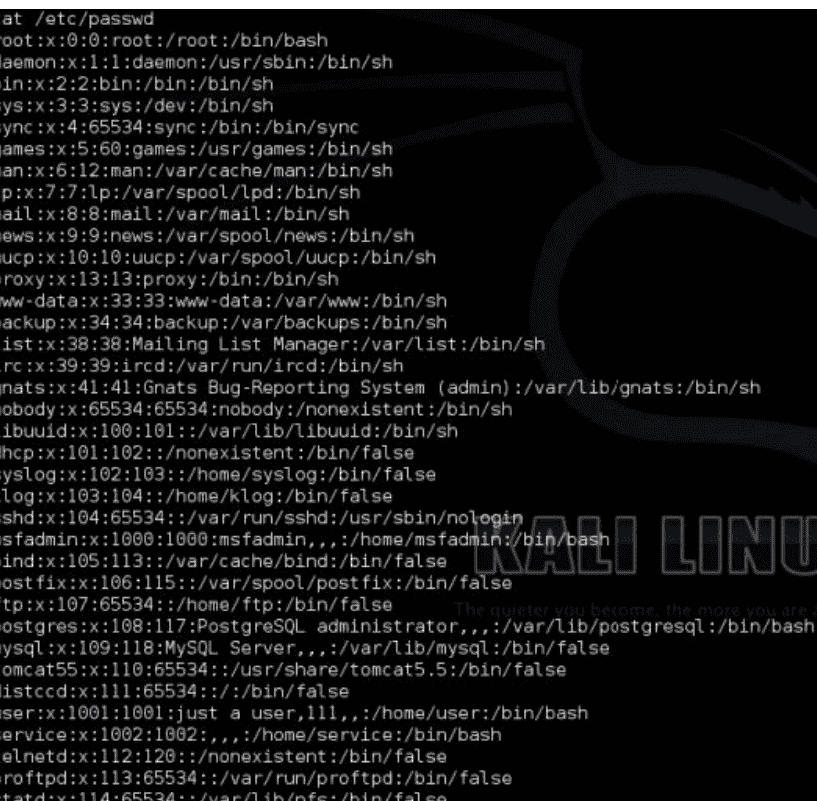 at /etc/passwd
oot:x:0:0:root:/root:/bin/bash
aemon:x:1:1:daemon:/usr/sbin:/bin/sh
in:x:2:2:bin:/bin:/bin/sh
ys:x:3:3:sys:/dev:/bin/sh
ync:x:4:65534:sync:/bin:/bin/sync
ames:x:5:60:games:/usr/games:/bin/sh
an:x:6:12:man:/var/cache/man:/bin/sh
p:x:7:7:lp:/var/spool/lpd:/bin/sh
ail:x:8:8:mail:/var/mail:/bin/sh
ews:x:9:9:news:/var/spool/news:/bin/sh
ucp:x:10:10:uucp:/var/spool/uucp:/bin/sh
roxy:x:13:13:proxy:/bin:/bin/sh
ww-data:x:33:33:www-data:/var/www:/bin/sh
ackup:x:34:34:backup:/var/backups:/bin/sh
ist:x:38:38:Mailing List Manager:/var/list:/bin/sh
rc:x:39:39:ircd:/var/run/ircd:/bin/sh
gnats:x:41:41:Gnats Bug-Reporting System (admin):/var/lib/gnats:/bin/sh
obody:x:65534:65534:nobody:/nonexistent:/bin/sh
ibuuid:x:100:101::/var/lib/libuuid:/bin/sh
hcp:x:101:102::/nonexistent:/bin/false
yslog:x:102:103::/home/syslog:/bin/false
log:x:103:104::/home/klog:/bin/false
shd:x:104:65534::/var/run/sshd:/usr/sbin/nologin
sfadmin:x:1000:1000:msfadmin,,,:/home/msfadmin:/bin/bash
ind:x:105:113::/var/cache/bind:/bin/false
ostfix:x:106:115::/var/spool/postfix:/bin/false
tp:x:107:65534::/home/ftp:/bin/false
ostgres:x:108:117:PostgreSQL administrator,,,:/var/lib/postgresql:/bin/bash
ysql:x:109:118:MySQL Server,,,:/var/lib/mysql:/bin/false
omcat55:x:110:65534::/usr/share/tomcat5.5:/bin/false
istccd:x:111:65534::/:/bin/false
ser:x:1001:1001:just a user,111,,:/home/user:/bin/bash
ervice:x:1002:1002:,,,:/home/service:/bin/bash
elnetd:x:112:120::/nonexistent:/bin/false
roftpd:x:113:65534::/var/run/proftpd:/bin/false
tatd:x:114:65534::/var/lib/nfs:/bin/false
KALI LINU
The quieter you become, the more you are a